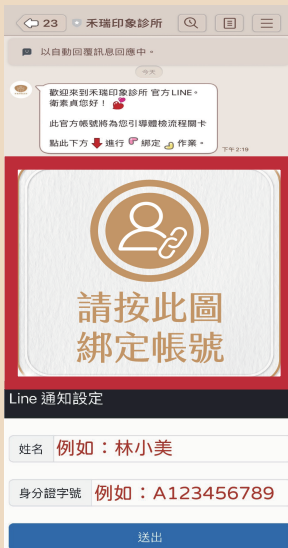 23 禾瑞印象診所
以自動回覆訊息回應中。
今天
歡迎來到禾瑞印象診所 官方LINE。
衛素貞您好!
此官方帳號將為您引導體檢流程關卡
點此下方 進行 綁定 作業。
下午2:19
請按此圖
綁定帳號
Line 通知設定
姓名 例如:林小美
身分證字號 例如:A123456789
送出